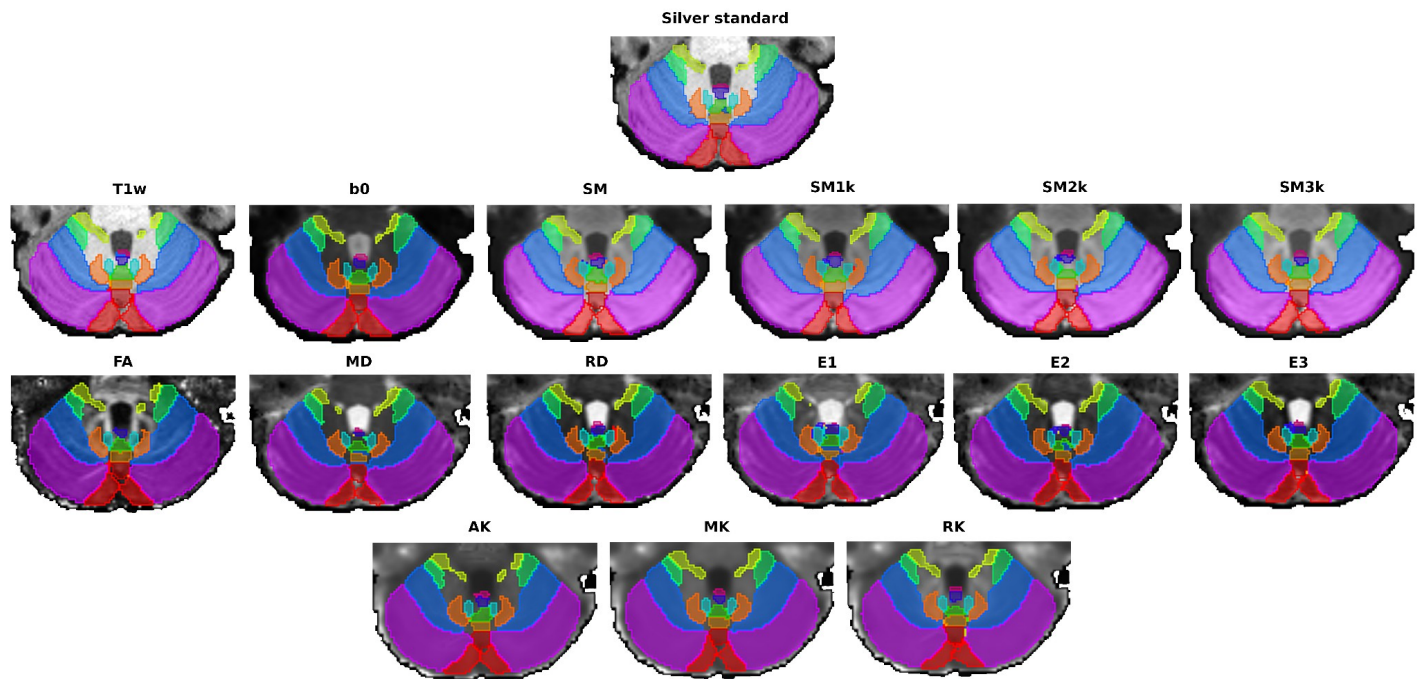 Silver standard
T1w
b0
SM
SM1k
SM2k
SM3k
FA
MD
RD
E1
E2
E3
AK
MK
RK